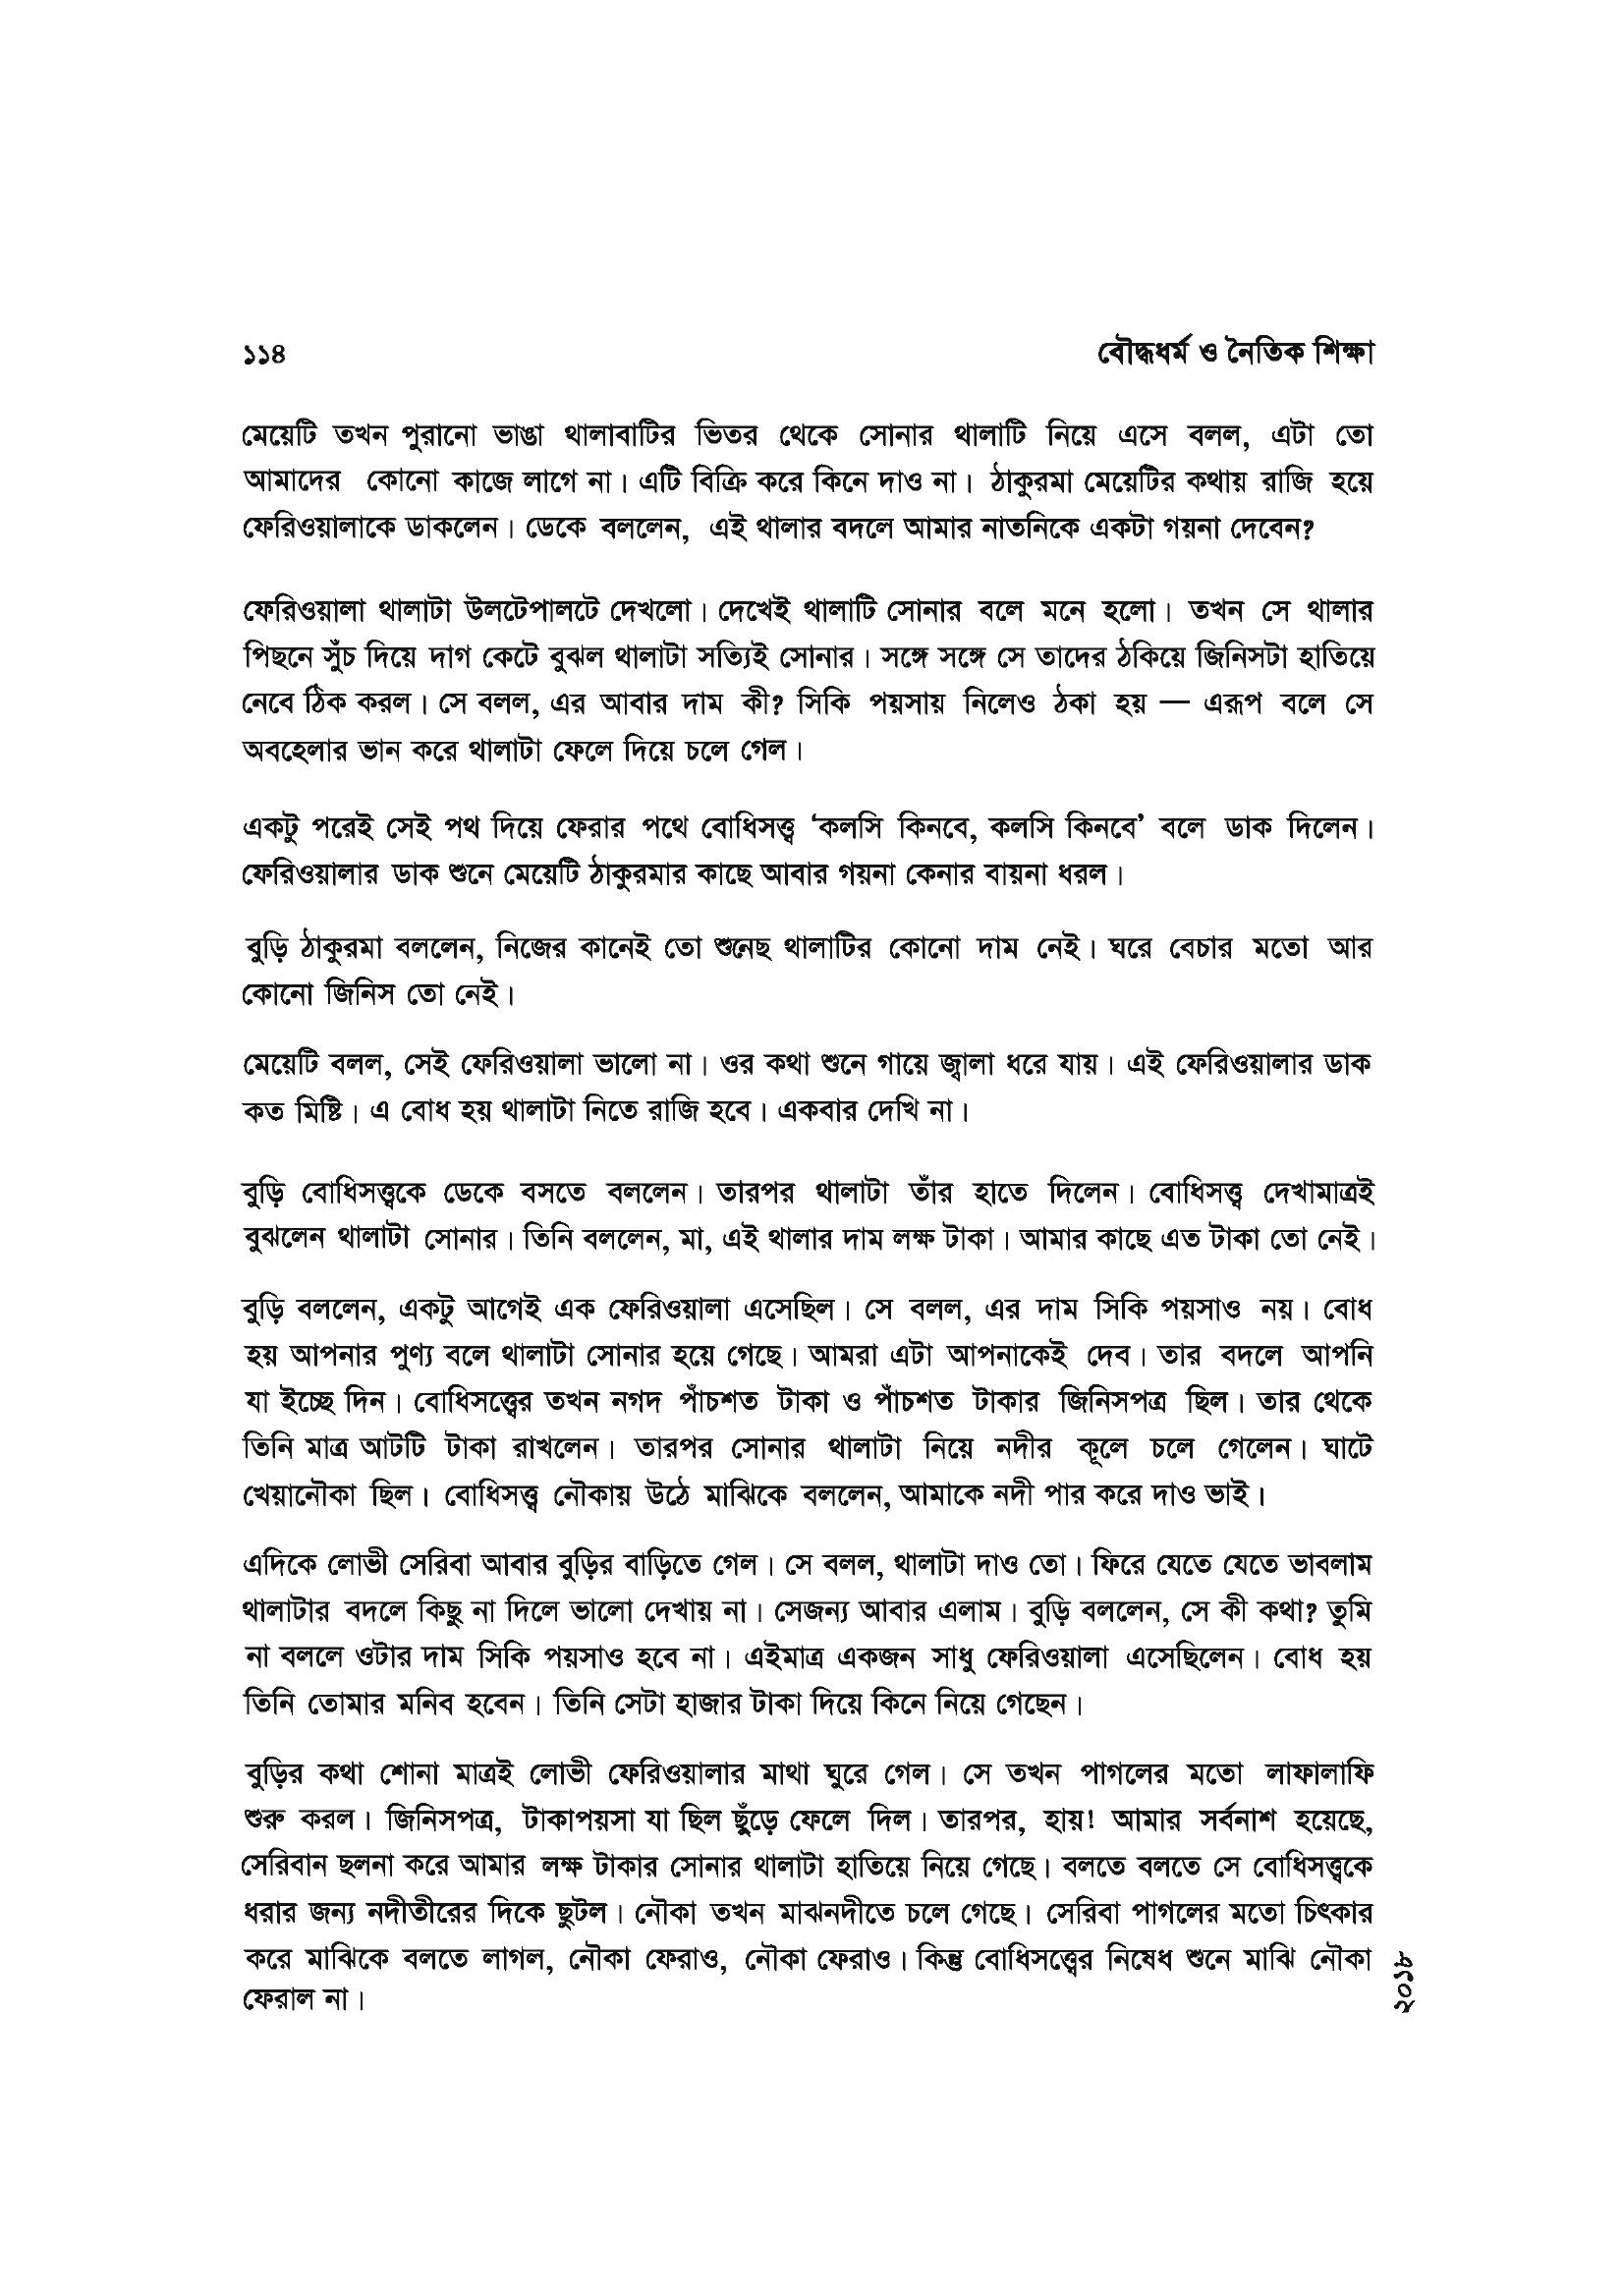 ১১৪ বৌদ্ধধর্ম ও নৈতিক শিক্ষা
মেয়েটি তখন পুরানো ভাঙা থালাবাটির ভিতর থেকে সোনার থালাটি নিয়ে এসে বলল, এটা তো
আমাদের কোনো কাজে লাগে না। এটি বিক্রি করে কিনে দাও না। ঠাকুরমা মেয়েটির কথায় রাজি হয়ে
ফেরিওয়ালাকে ডাকলেন। ডেকে বললেন, এই থালার বদলে আমার নাতনিকে একটা গয়না দেবেন?
ফেরিওয়ালা থালাটা উলটেপালটে দেখলো। দেখেই থালাটি সোনার বলে মনে হলো। তখন সে থালার
পিছনে সুঁচ দিয়ে দাগ কেটে বুঝল থালাটা সত্যিই সোনার। সঙ্গে সঙ্গে সে তাদের ঠকিয়ে জিনিসটা হাতিয়ে
নেবে ঠিক করল। সে বলল, এর আবার দাম কী? সিকি পয়সায় নিলেও ঠকা হয় — এরূপ বলে সে
অবহেলার ভান করে থালাটা ফেলে দিয়ে চলে গেল।
একটু পরেই সেই পথ দিয়ে ফেরার পথে বোধিসত্ত্ব ‘কলসি কিনবে, কলসি কিনবে’ বলে ডাক দিলেন।
ফেরিওয়ালার ডাক শুনে মেয়েটি ঠাকুরমার কাছে আবার গয়না কেনার বায়না ধরল।
বুড়ি ঠাকুরমা বললেন, নিজের কানেই তো শুনেছ থালাটির কোনো দাম নেই। ঘরে বেচার মতো আর
কোনো জিনিস তো নেই।
মেয়েটি বলল, সেই ফেরিওয়ালা ভালো না। ওর কথা শুনে গায়ে জ্বালা ধরে যায়। এই ফেরিওয়ালার ডাক
কত মিষ্টি। এ বোধ হয় থালাটা নিতে রাজি হবে। একবার দেখি না।
বুড়ি বোধিসত্ত্বকে ডেকে বসতে বললেন। তারপর থালাটা তাঁর হাতে দিলেন। বোধিসত্ত্ব দেখামাত্রই
বুঝলেন থালাটা সোনার। তিনি বললেন, মা, এই থালার দাম লক্ষ টাকা। আমার কাছে এত টাকা তো নেই।
বুড়ি বললেন, একটু আগেই এক ফেরিওয়ালা এসেছিল। সে বলল, এর দাম সিকি পয়সাও নয়। বোধ
হয় আপনার পুণ্য বলে থালাটা সোনার হয়ে গেছে। আমরা এটা আপনাকেই দেব। তার বদলে আপনি
যা ইচ্ছে দিন। বোধিসত্ত্বের তখন নগদ পাঁচশত টাকা ও পাঁচশত টাকার জিনিসপত্র ছিল। তার থেকে
তিনি মাত্র আটটি টাকা রাখলেন। তারপর সোনার থালাটা নিয়ে নদীর কূলে চলে গেলেন। ঘাটে
খেয়ানৌকা ছিল। বোধিসত্ত্ব নৌকায় উঠে মাঝিকে বললেন, আমাকে নদী পার করে দাও ভাই।
এদিকে লোভী সেরিবা আবার বুড়ির বাড়িতে গেল। সে বলল, থালাটা দাও তো। ফিরে যেতে যেতে ভাবলাম
থালাটার বদলে কিছু না দিলে ভালো দেখায় না। সেজন্য আবার এলাম। বুড়ি বললেন, সে কী কথা? তুমি
না বললে ওটার দাম সিকি পয়সাও হবে না। এইমাত্র একজন সাধু ফেরিওয়ালা এসেছিলেন। বোধ হয়
তিনি তোমার মনিব হবেন। তিনি সেটা হাজার টাকা দিয়ে কিনে নিয়ে গেছেন।
বুড়ির কথা শোনা মাত্রই লোভী ফেরিওয়ালার মাথা ঘুরে গেল। সে তখন পাগলের মতো লাফালাফি
শুরু করল। জিনিসপত্র, টাকাপয়সা যা ছিল ছুঁড়ে ফেলে দিল। তারপর, হায়! আমার সর্বনাশ হয়েছে,
সেরিবান ছলনা করে আমার লক্ষ টাকার সোনার থালাটা হাতিয়ে নিয়ে গেছে। বলতে বলতে সে বোধিসত্ত্বকে
ধরার জন্য নদীতীরের দিকে ছুটল। নৌকা তখন মাঝনদীতে চলে গেছে। সেরিবা পাগলের মতো চিৎকার
করে মাঝিকে বলতে লাগল, নৌকা ফেরাও, নৌকা ফেরাও। কিন্তু বোধিসত্ত্বের নিষেধ শুনে মাঝি নৌকা
ফেরাল না।
২০১৮